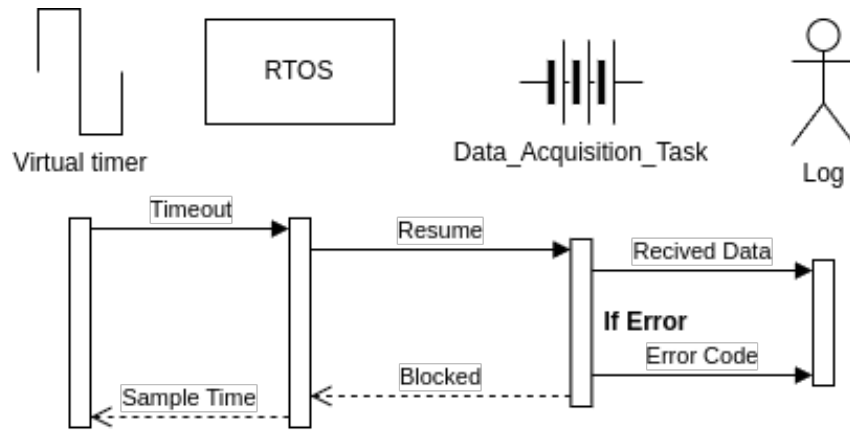 RTOS
Virtual timer
Data_Acquisition_Task
Log
Timeout
Resume
Recived Data
If Error
Error Code
Blocked
Sample Time